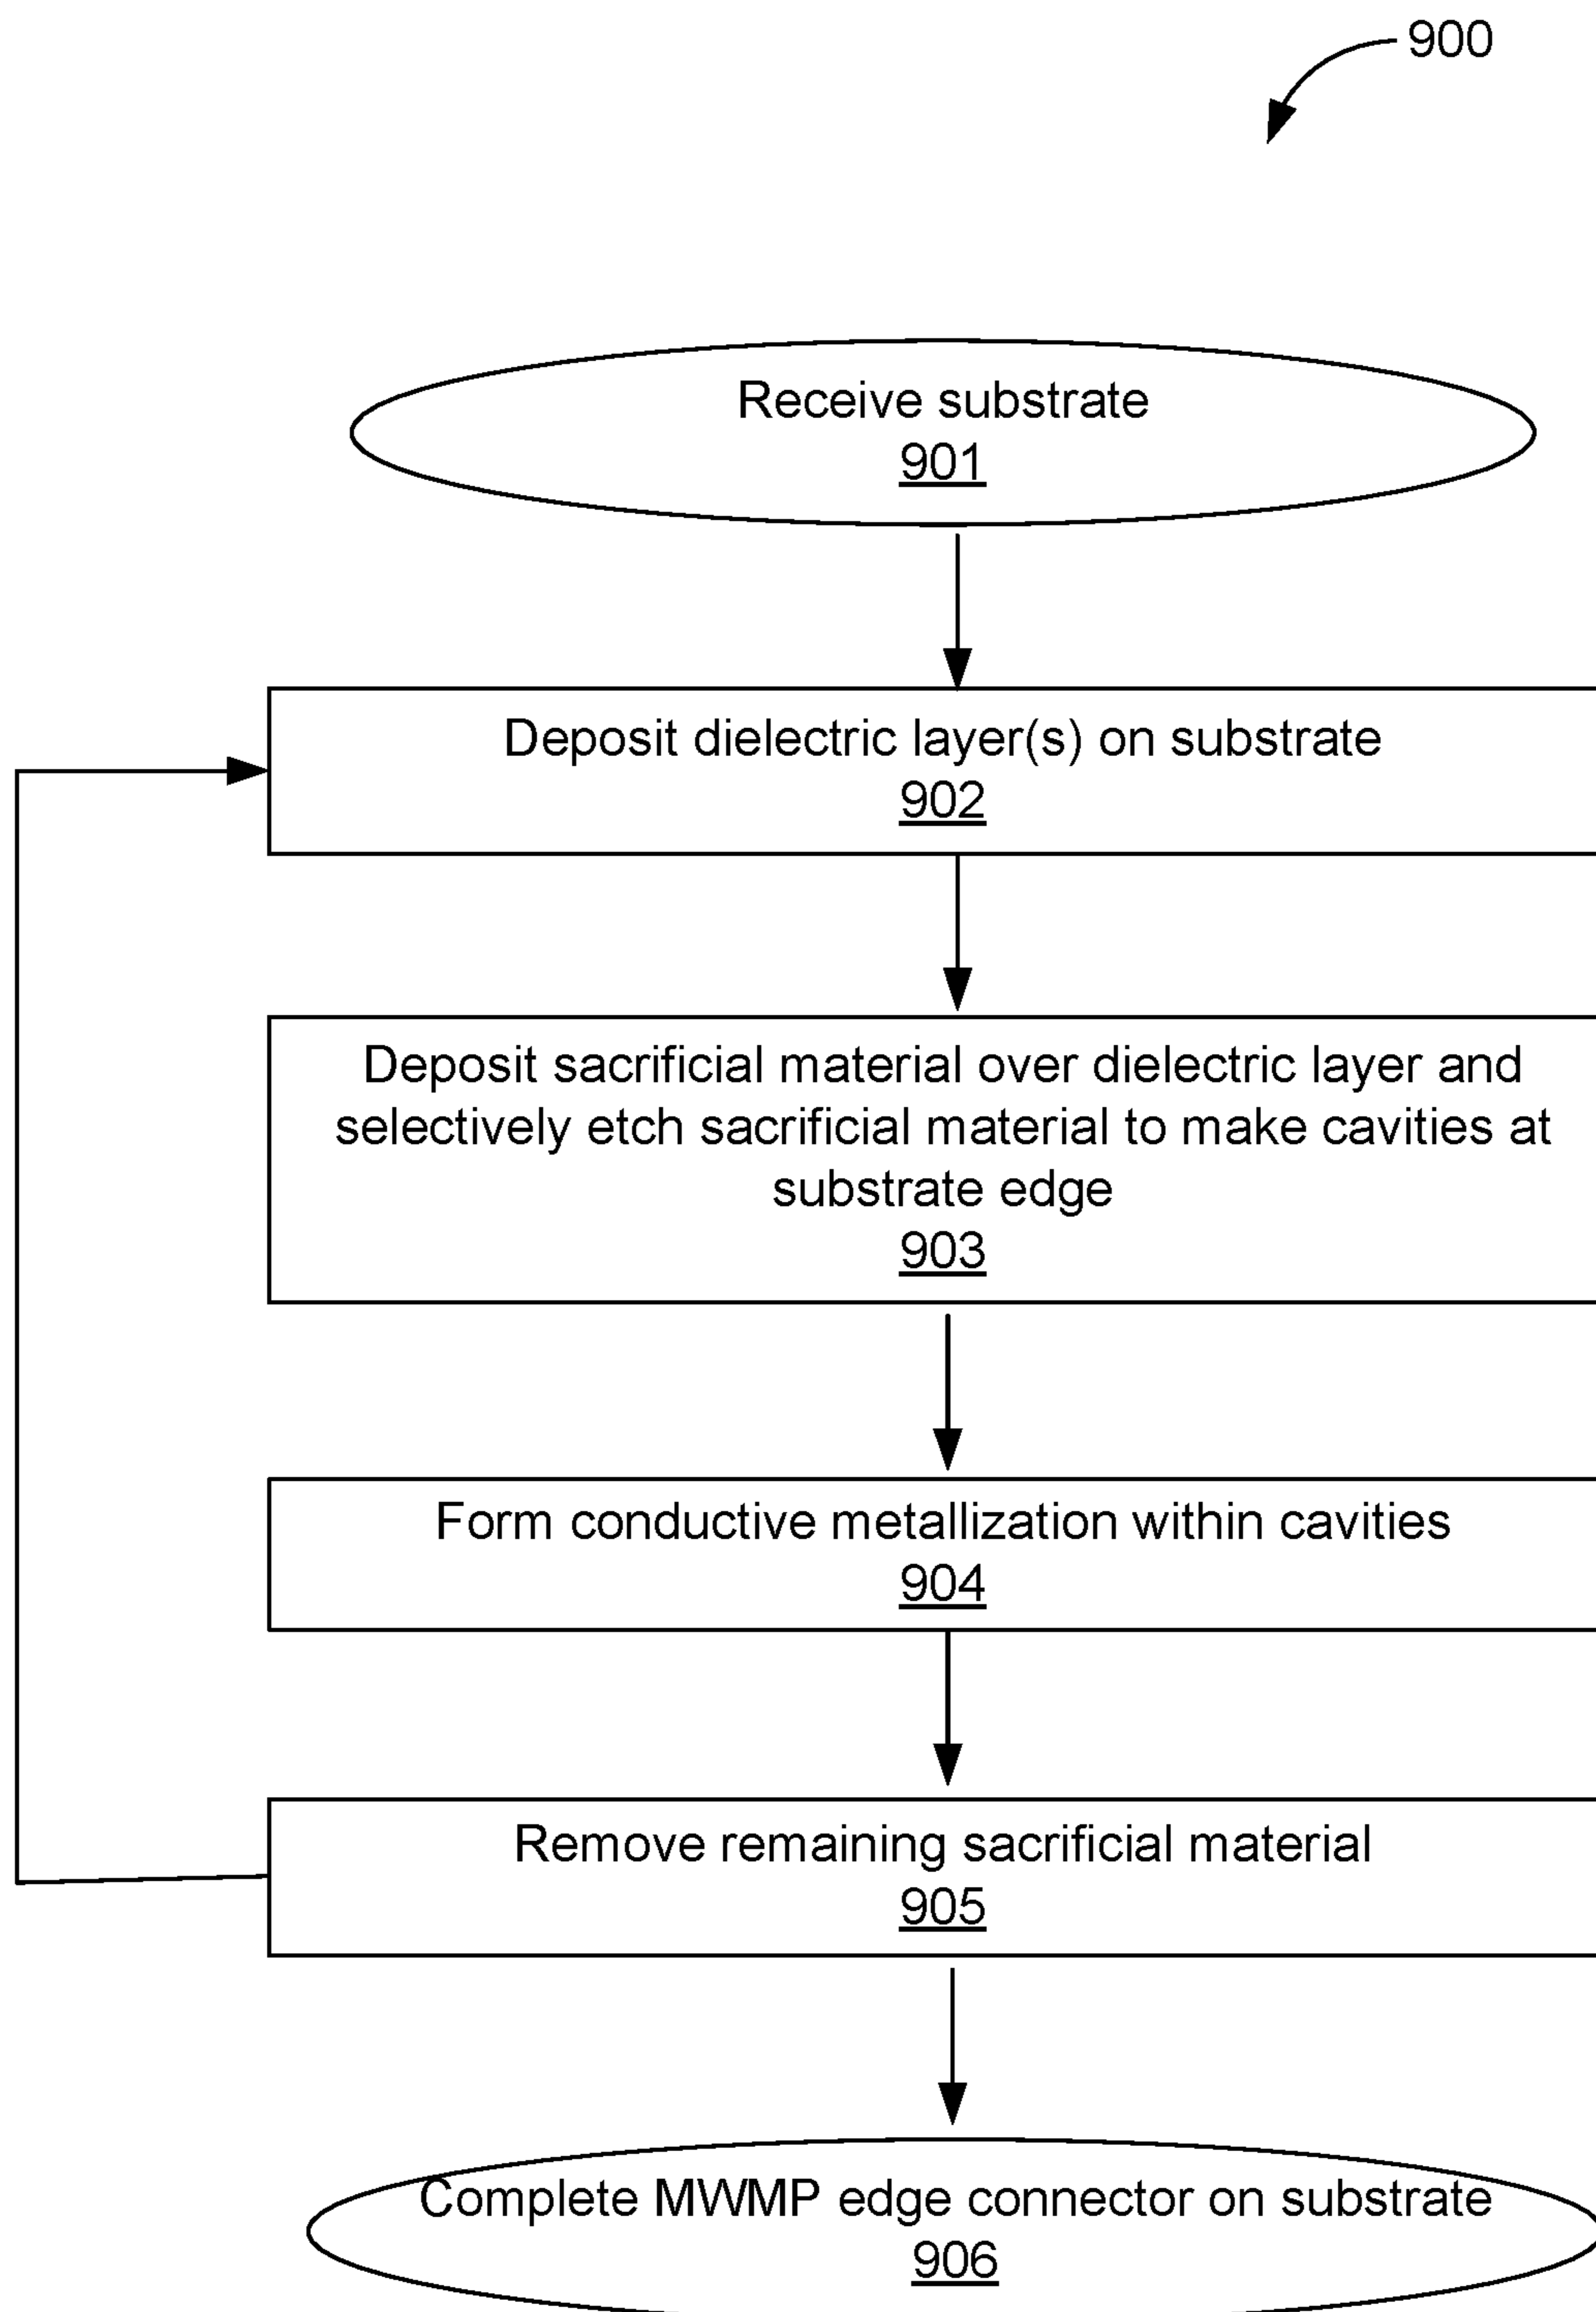 900
Receive substrate
901
Deposit dielectric layer(s) on substrate
902
Deposit sacrificial material over dielectric layer and
selectively etch sacrificial material to make cavities at
substrate edge
903
Form conductive metallization within cavities
904
Remove remaining sacrificial material
905
Complete MWMP edge connector on substrate
906